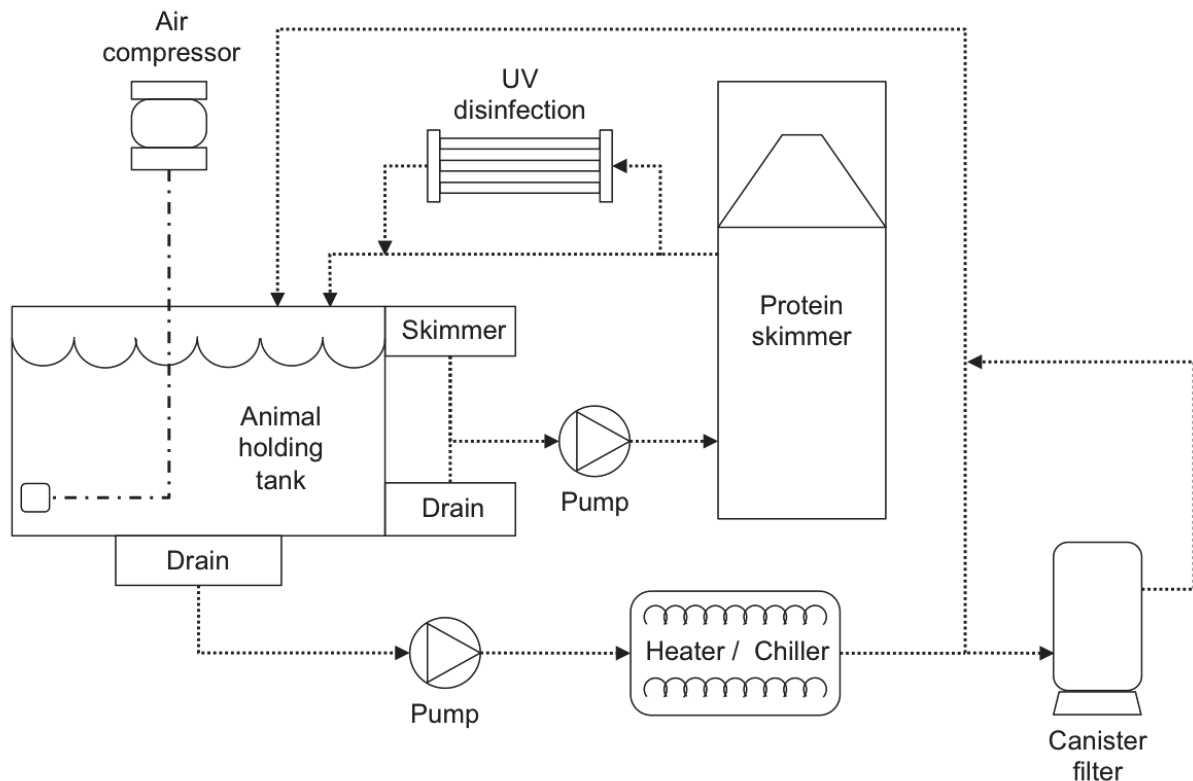 Air
compressor
UV
disinfection
Skimmer
Protein
skimmer
Animal
holding
tank
Drain
Pump
Drain
Heater / Chiller
Pump
Canister
filter